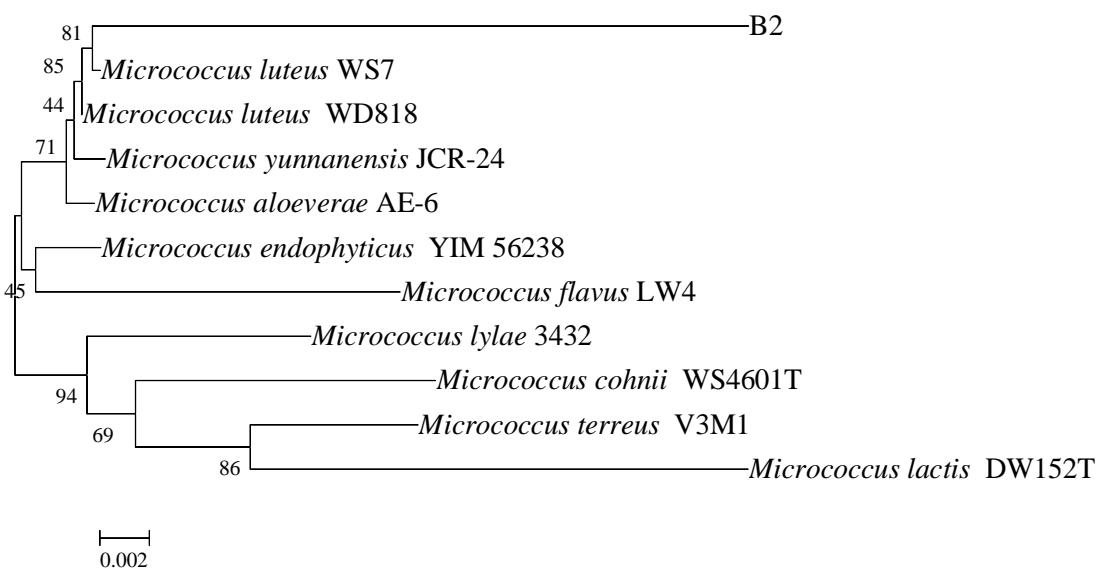 B2
81
Micrococcus luteus WS7
85
Micrococcus luteus WD818
44
Micrococcus yunnanensis JCR-24
71
Micrococcus aloeverae AE-6
Micrococcus endophyticus YIM 56238
45
Micrococcus flavus LW4
Micrococcus lylae 3432
Micrococcus cohnii WS4601T
94
Micrococcus terreus V3M1
69
Micrococcus lactis DW152T
86
0.002